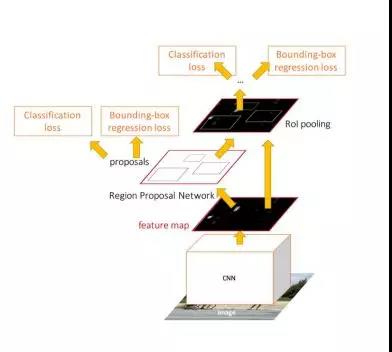 Classification
loss
Bounding-box
regression loss
...
Classification
loss
Bounding-box
regression loss
RoI pooling
proposals
Region Proposal Network
feature map
CNN
image